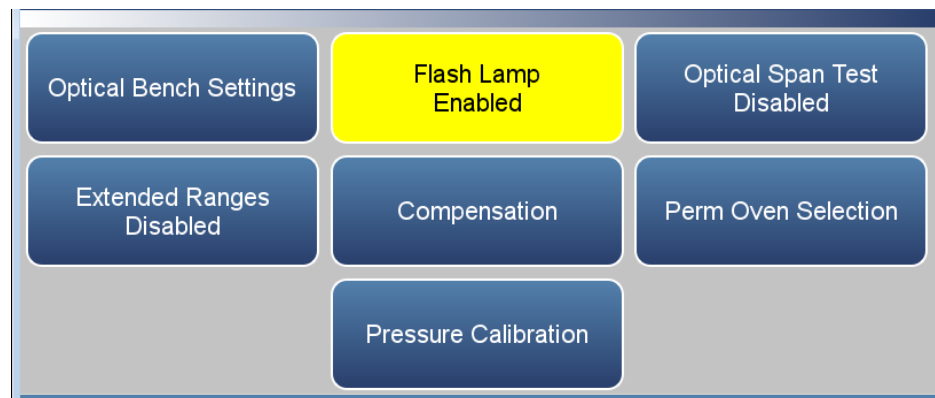 Optical Bench Settings
Flash Lamp
Enabled
Optical Span Test
Disabled
Extended Ranges
Disabled
Compensation
Perm Oven Selection
Pressure Calibration